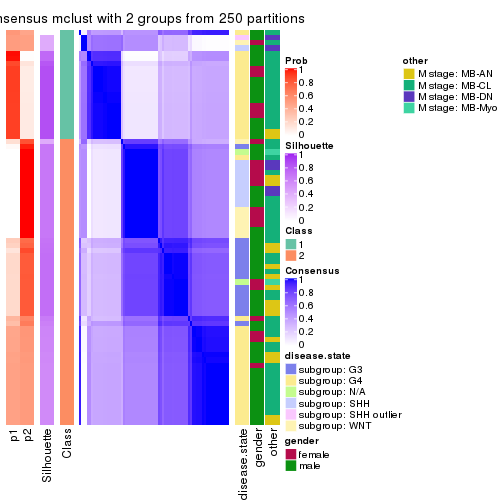 nsensus mclust with 2 groups from 250 partitions
Prob
1
0.8
0.6
0.4
0.2
0
Silhouette
1
0.8
0.6
0.4
0.2
0
Class
1
2
Consensus
1
0.8
0.6
0.4
0.2
0
disease.state
subgroup: G3
subgroup: G4
subgroup: N/A
subgroup: SHH
subgroup: SHH outlier
subgroup: WNT
gender
female
male
other
M stage: MB-AN
M stage: MB-CL
M stage: MB-DN
M stage: MB-Myo
p1
p2
Silhouette
Class
disease.state
gender
other